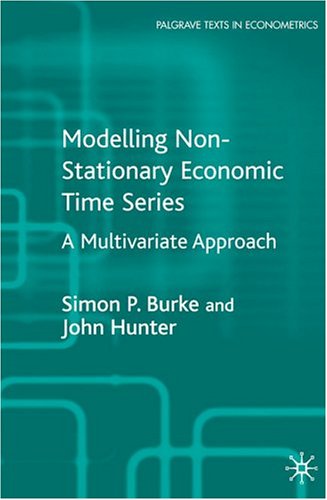 PALGRAVE TEXTS IN ECONOMETRICS
Modelling Non-
Stationary Economic
Time Series
A Multivariate Approach
Simon P. Burke and
John Hunter